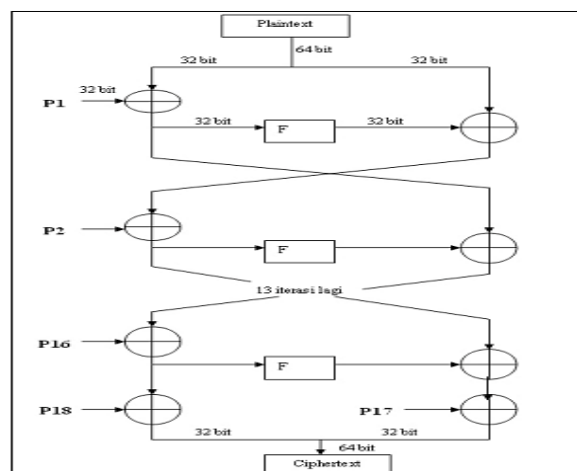 Plaintext
64 bit
32 bit
32 bit
32 bit
P1
32 bit
F
32 bit
P2
F
13 iterasi lagi
P16
F
P18
P17
32 bit
32 bit
64 bit
Ciphertext